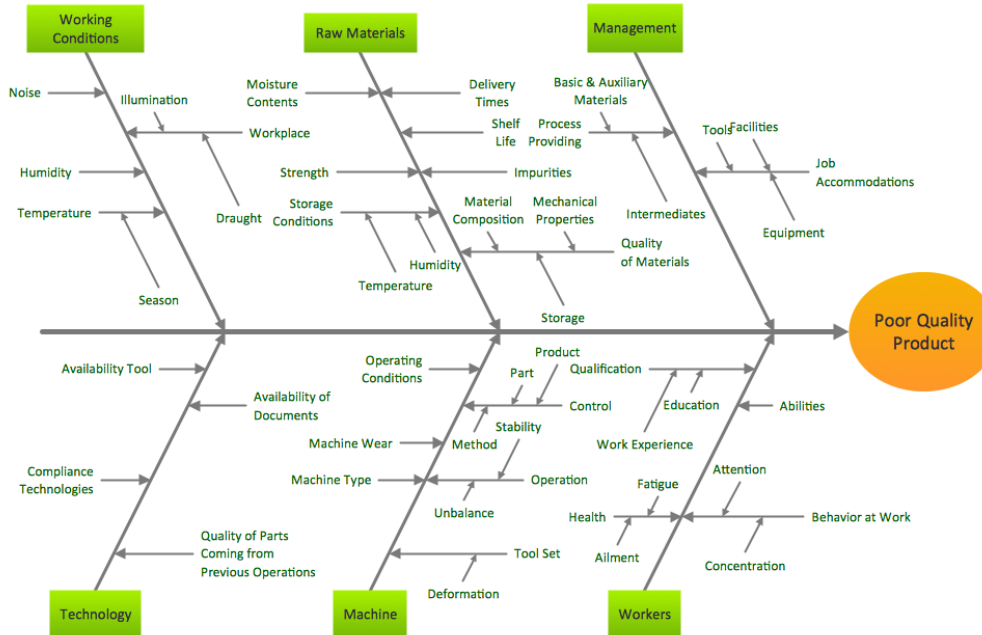 Working
Conditions
Raw Materials
Management
Noise
Illumination
Workplace
Humidity
Temperature
Draught
Season
Moisture
Contents
Delivery
Times
Shelf
Life
Strength
Impurities
Storage
Conditions
Humidity
Temperature
Material
Composition
Mechanical
Properties
Quality
of Materials
Storage
Basic & Auxiliary
Materials
Process
Providing
Intermediates
Tools
Facilities
Job
Accommodations
Equipment
Poor Quality
Product
Availability Tool
Availability of
Documents
Compliance
Technologies
Quality of Parts
Coming from
Previous Operations
Operating
Conditions
Part
Product
Control
Method
Stability
Machine Wear
Machine Type
Operation
Unbalance
Tool Set
Deformation
Qualification
Education
Work Experience
Abilities
Attention
Fatigue
Health
Ailment
Behavior at Work
Concentration
Technology
Machine
Workers